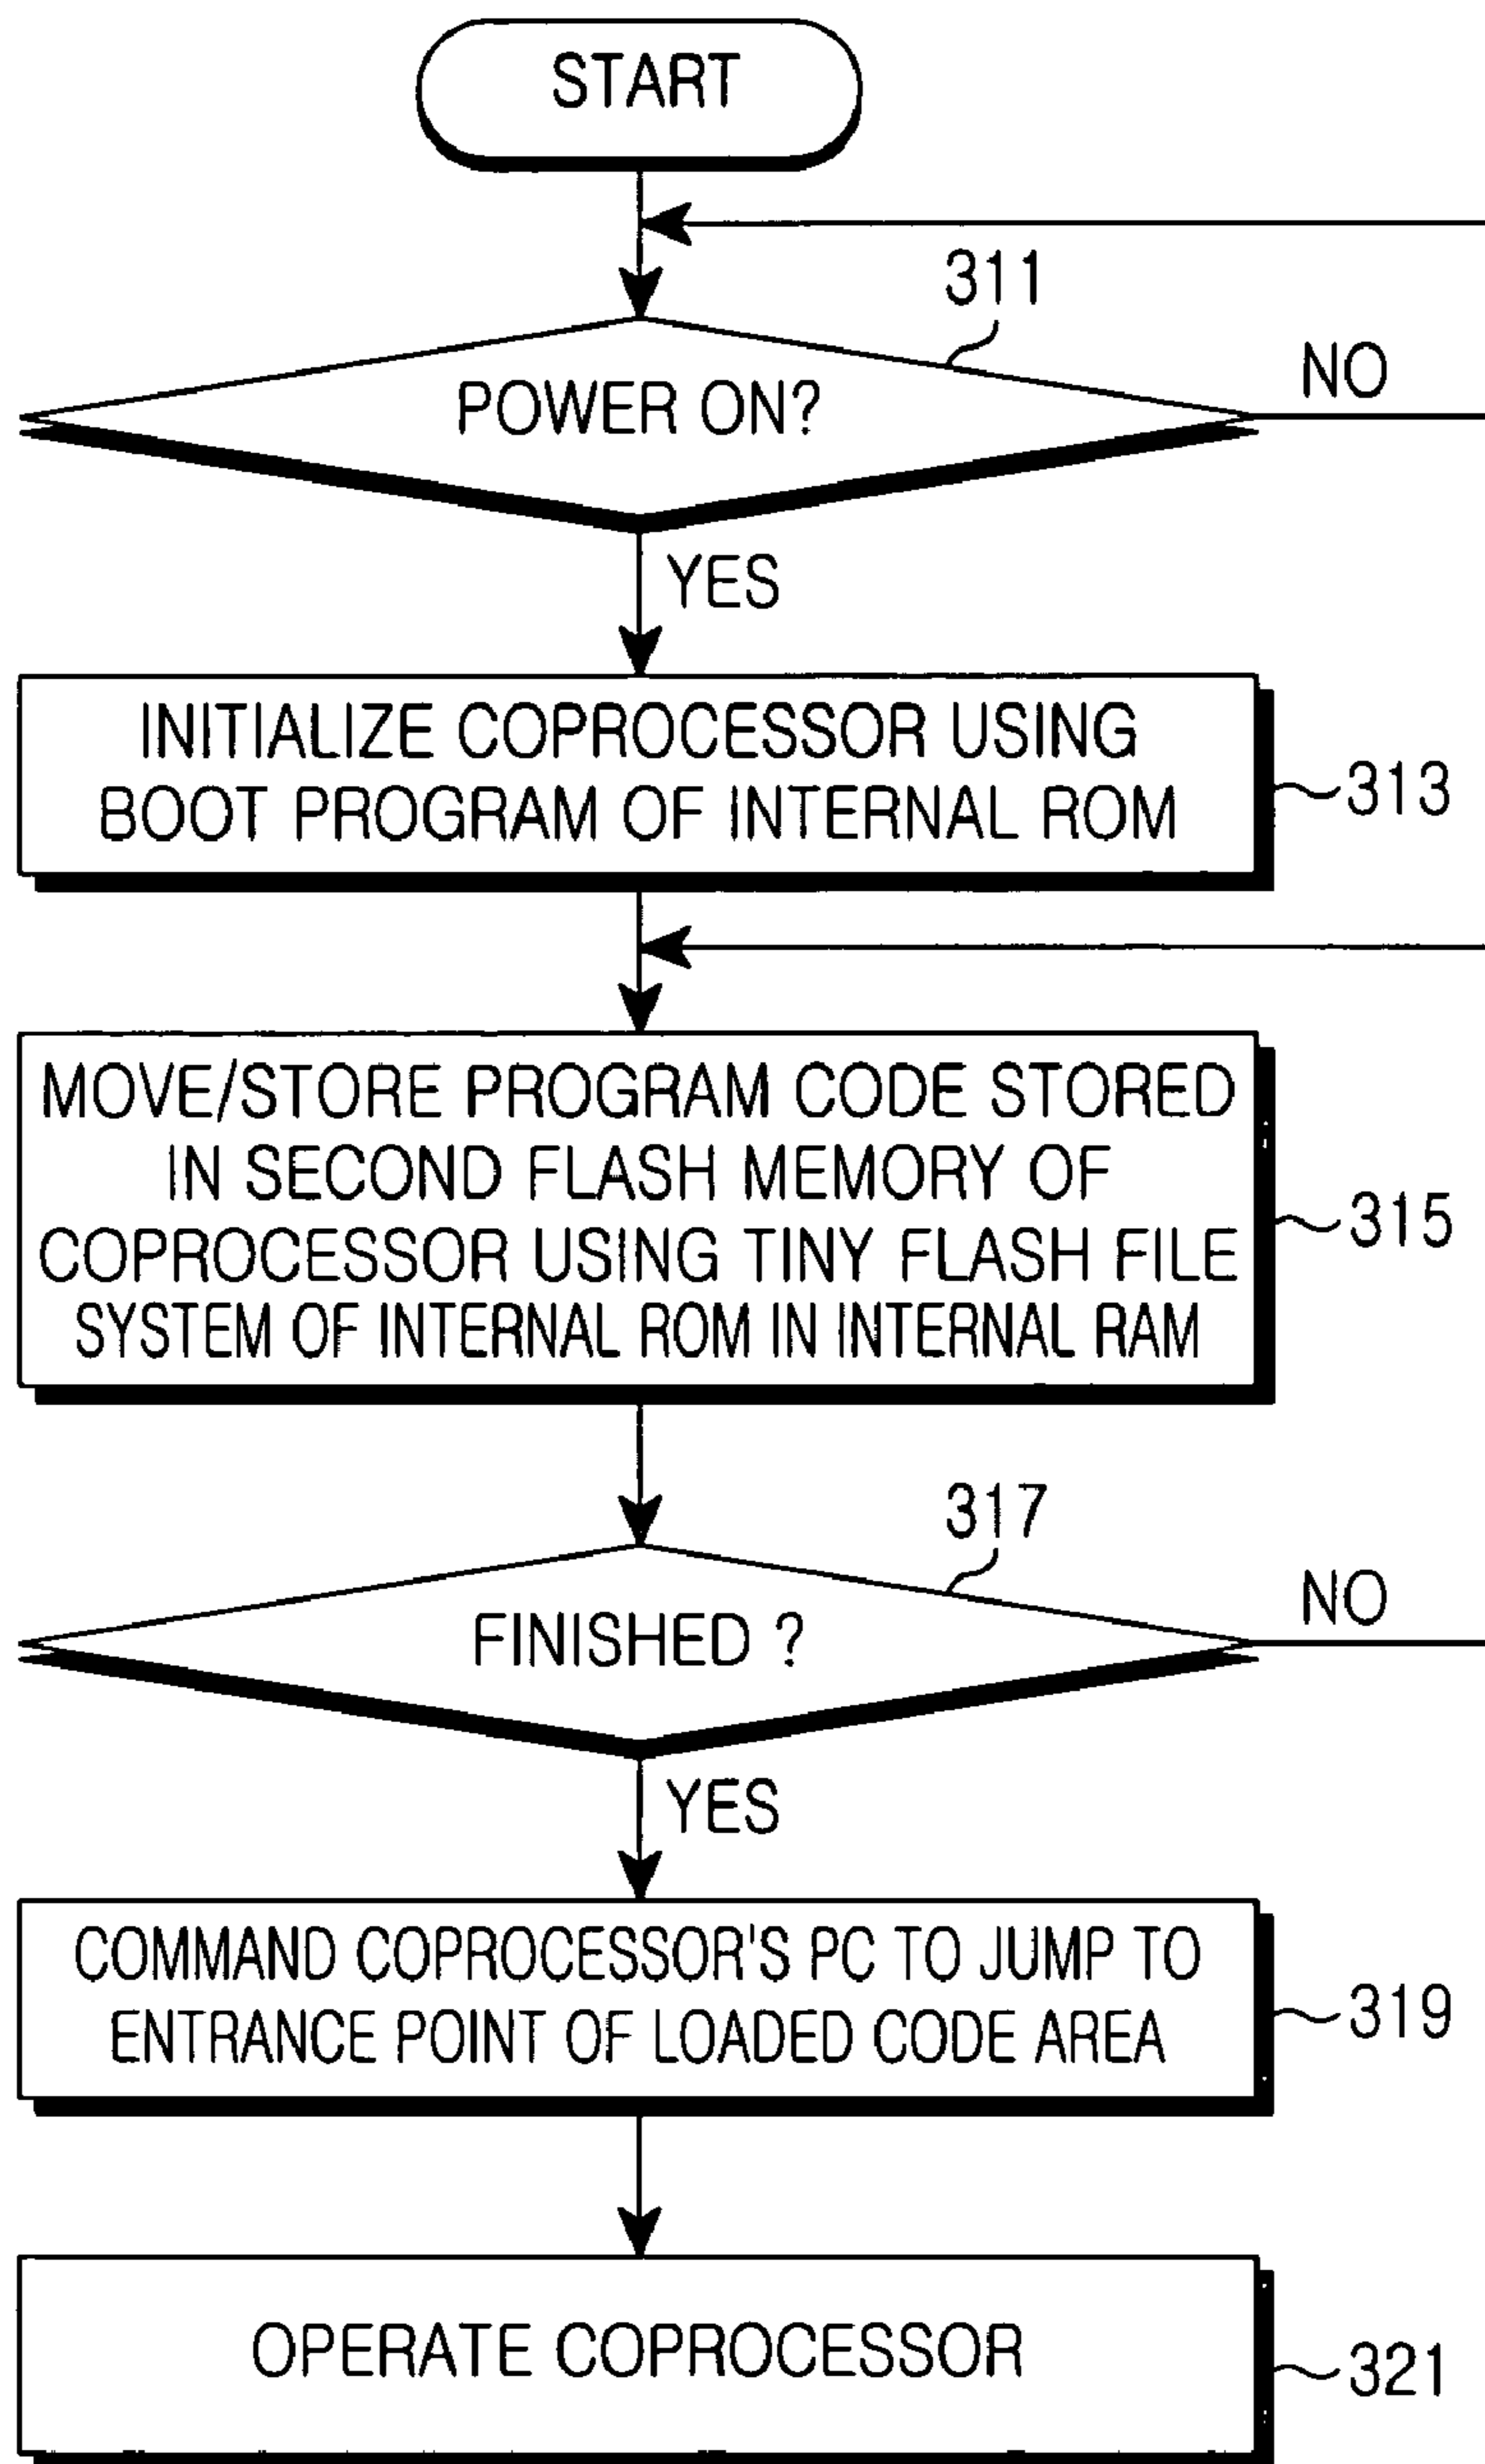 START
311
POWER ON?
NO
YES
INITIALIZE COPROCESSOR USING
BOOT PROGRAM OF INTERNAL ROM
313
MOVE/STORE PROGRAM CODE STORED
IN SECOND FLASH MEMORY OF
COPROCESSOR USING TINY FLASH FILE
SYSTEM OF INTERNAL ROM IN INTERNAL RAM
315
317
FINISHED ?
NO
YES
COMMAND COPROCESSOR'S PC TO JUMP TO
ENTRANCE POINT OF LOADED CODE AREA
319
OPERATE COPROCESSOR
321